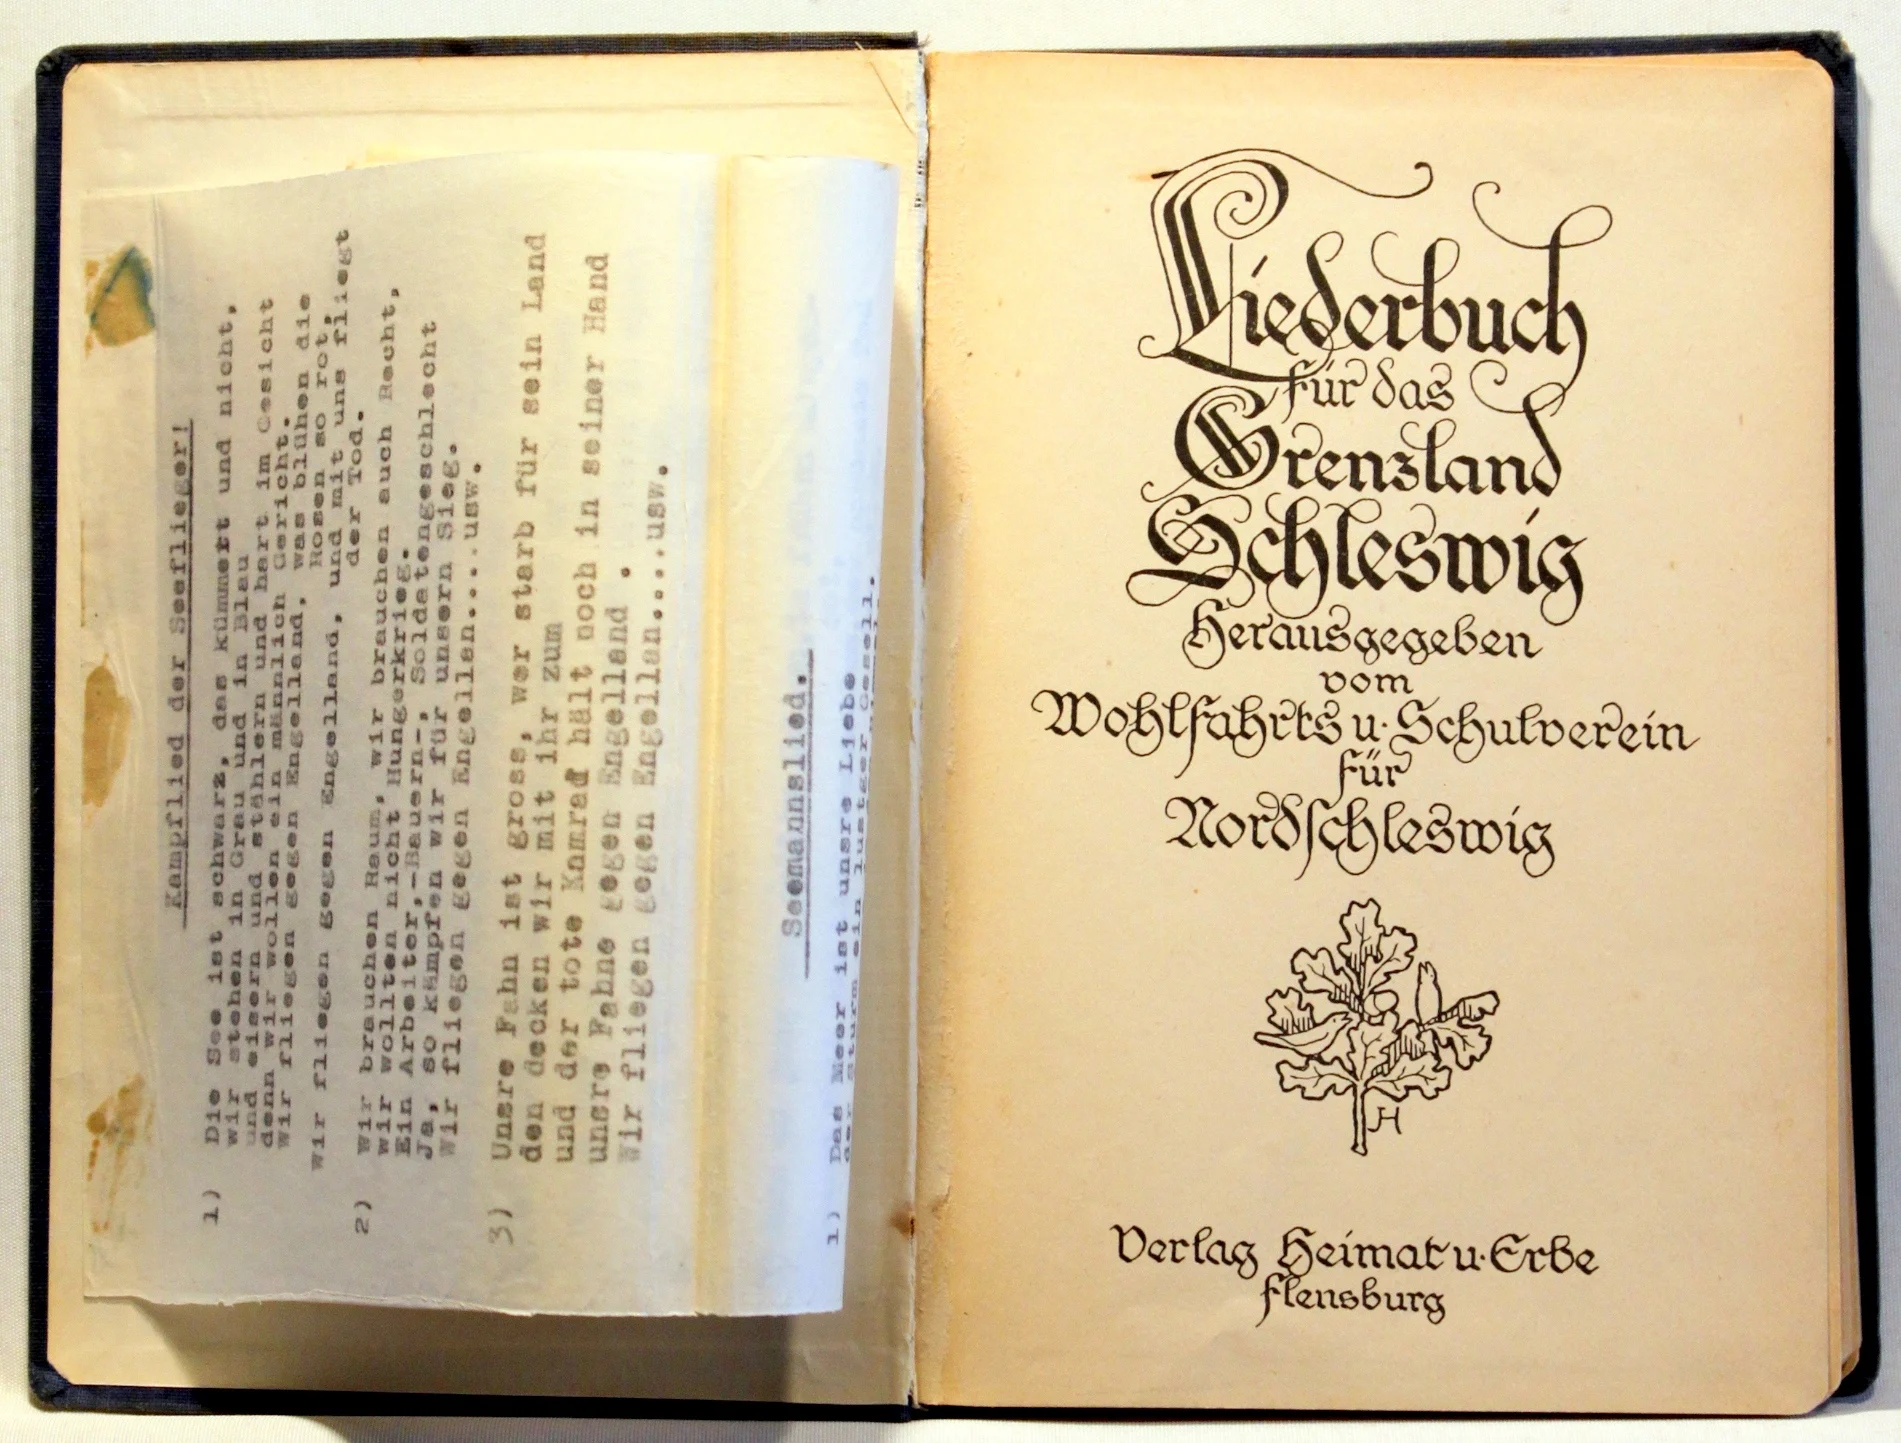 Kampflied der Seeflieger!
1) Die See ist schwarz, das kümmert und nicht,
wir stehen in Grau und in Blau
und eisern und stählern und hart im Gesicht
denn wir wollen ein männlich Gericht.
Wir fliegen gegen Engelland, was blühen die
Rosen so rot,
wir fliegen gegen Engelland, und mit uns fliegt
der Tod.
2) Wir brauchen Raum, wir brauchen auch Recht,
wir wollten nicht Hungerkrieg.
Ein Arbeiter,-Bauern-, Soldatengeschlecht
Ja, so kämpfen wir für unsern Sieg.
Wir fliegen gegen Engellan....usw.
3) Unsre Fahn ist gross, wer starb für sein Land
den decken wir mit ihr zum
und der tote Kamrad hält noch in seiner Hand
unsre Fahne gegen Engelland .
Wir fliegen gegen Engellan....usw.
Seemannslied.
1) Das Meer ist unsre Liebe
der Sturm ein lustger Gesell.
Liederbuch
für das
Grenzland
Schleswig
Herausgegeben
vom
Wohlfahrts u. Schulverein
für
Nordschleswig
H
Verlag Heimat u. Erbe
Flensburg